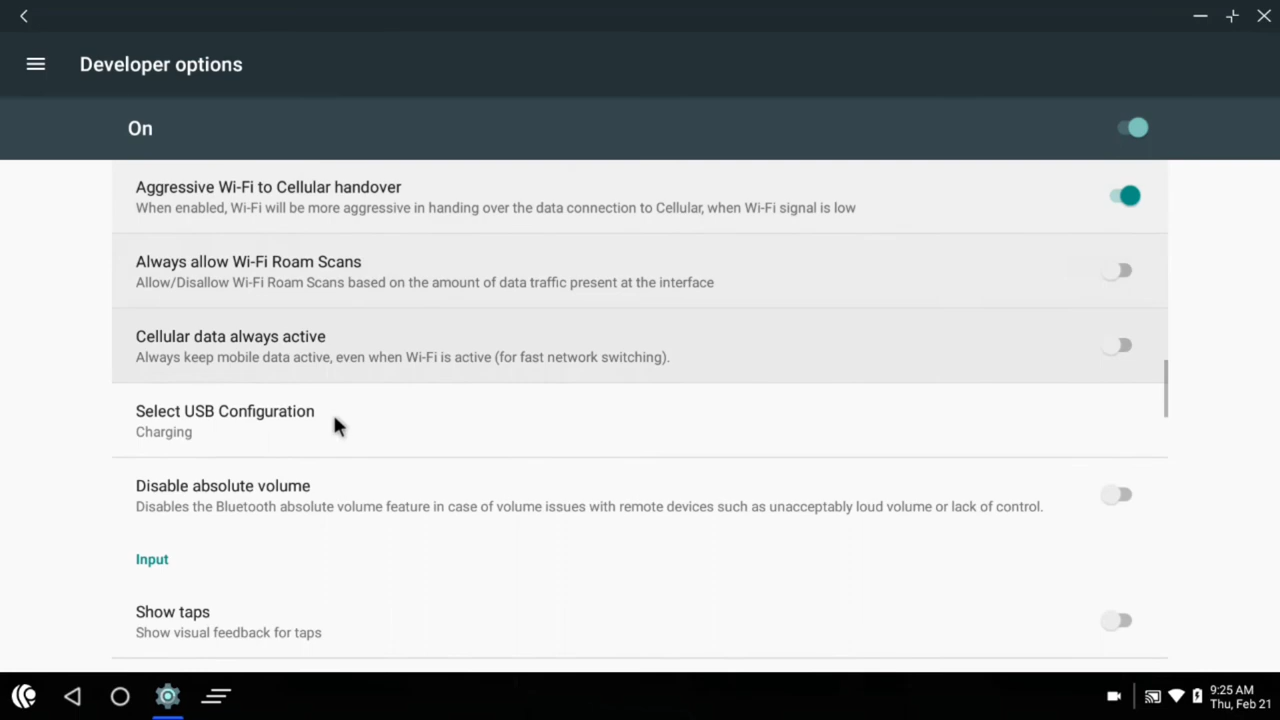 Developer options
On
Aggressive Wi-Fi to Cellular handover
When enabled, Wi-Fi will be more aggressive in handing over the data connection to Cellular, when Wi-Fi signal is low
Always allow Wi-Fi Roam Scans
Allow/Disallow Wi-Fi Roam Scans based on the amount of data traffic present at the interface
Cellular data always active
Always keep mobile data active, even when Wi-Fi is active (for fast network switching).
Select USB Configuration
Charging
Disable absolute volume
Disables the Bluetooth absolute volume feature in case of volume issues with remote devices such as unacceptably loud volume or lack of control.
Input
Show taps
Show visual feedback for taps
9:25 AM
Thu, Feb 21